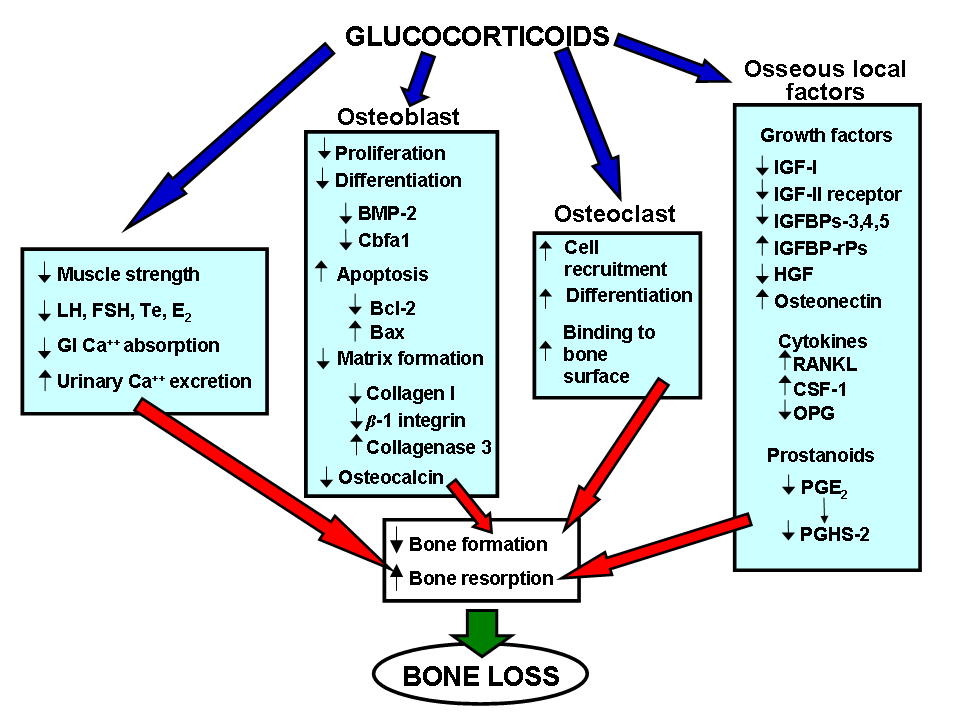 GLUCOCORTICOIDS
Osseous local
factors
Osteoblast
Osteoclast
↓ Muscle strength
↓ LH, FSH, Te, E₂
↓ GI Ca⁺⁺ absorption
↑ Urinary Ca⁺⁺ excretion
↓ Proliferation
↓ Differentiation
↓ BMP-2
↓ Cbfa1
↑ Apoptosis
↓ Bcl-2
↑ Bax
↓ Matrix formation
↓ Collagen I
↓ β-1 integrin
↑ Collagenase 3
↓ Osteocalcin
↑ Cell
recruitment
↑ Differentiation
↑ Binding to
bone
surface
Growth factors
↓ IGF-I
↓ IGF-II receptor
↓ IGFBPs-3,4,5
↑ IGFBP-rPs
↓ HGF
↑ Osteonectin
Cytokines
↑ RANKL
↑ CSF-1
↓ OPG
Prostanoids
↓ PGE₂
↓ PGHS-2
↓ Bone formation
↑ Bone resorption
BONE LOSS